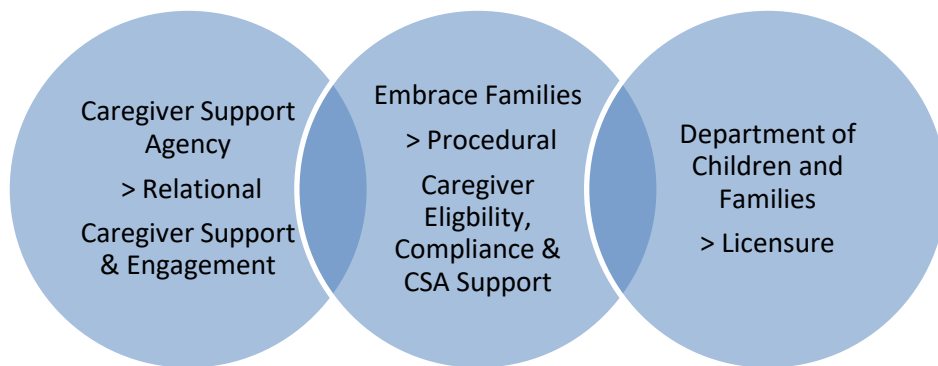 Caregiver Support
Agency
> Relational
Caregiver Support
& Engagement
Embrace Families
> Procedural
Caregiver
Eligbility,
Compliance &
CSA Support
Department of
Children and
Families
> Licensure